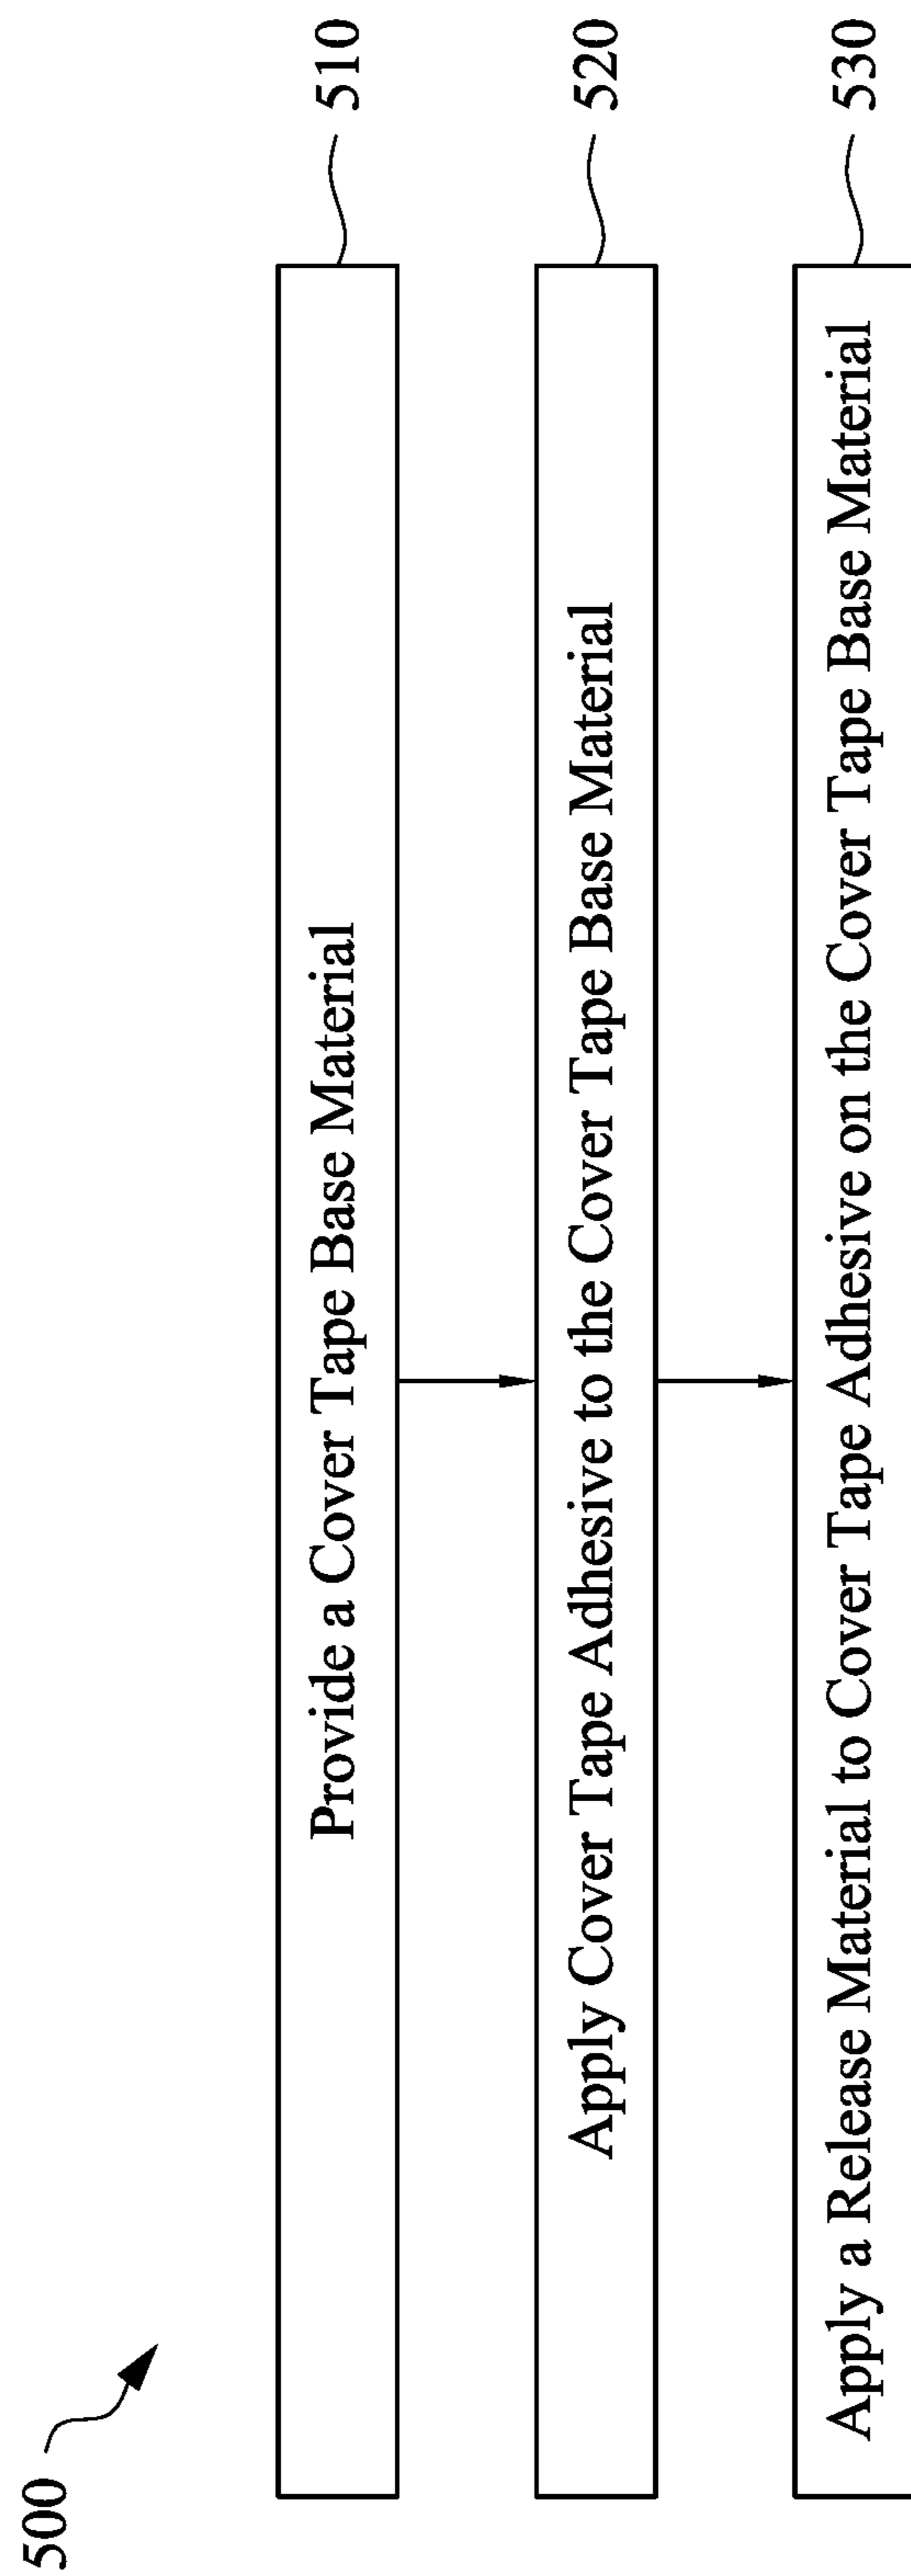 500
Provide a Cover Tape Base Material
510
Apply Cover Tape Adhesive to the Cover Tape Base Material
520
Apply a Release Material to Cover Tape Adhesive on the Cover Tape Base Material
530